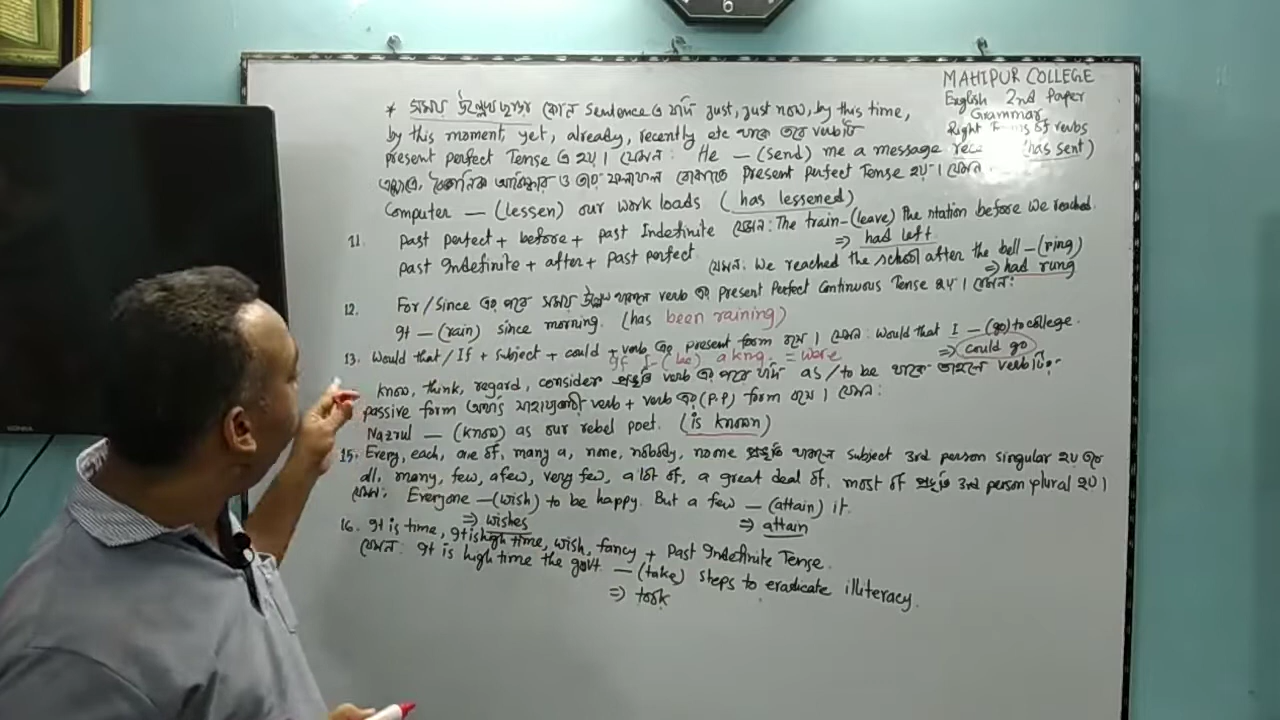 MAHIPUR COLLEGE
English 2nd Paper
Grammar
Right of verbs
* সময় উল্লেখ ছাড়া কোন Sentence এ যদি just, just now, by this time,
by this moment, yet, already, recently etc থাকে তবে verbটি
present perfect Tense এ হয়। যেমন: He — (send) me a message (has sent)
বৈজ্ঞানিক আবিষ্কার ও তার ফলাফল বোঝাতে Present perfect Tense হয়। যেমন
Computer — (lessen) our work loads (has lessened)
11. Past perfect + before + past Indefinite যেমন: The train — (leave) the station before we reached.
⇒ had left
Past Indefinite + after + past perfect যেমন: We reached the school after the bell — (ring)
⇒ had rung
12. For/Since এর পরে সময় উল্লেখ থাকলে verb এর Present Perfect Continuous Tense হয়। যেমন:
It — (rain) since morning. (has been raining)
13. Would that/If + subject + could + verb এর present form হয়। যেমন: Would that I — (go) to college.
If I — (be) a kng. = were ⇒ could go
know, think, regard, consider প্রভৃতি verb এর পরে যদি as/to be থাকে তাহলে verbটির
passive form অর্থাৎ সাহায্যকারী verb + verb এর (P.P) form হয়। যেমন:
Nazrul — (know) as our rebel poet. (is known)
15. Every, each, one of, many a, none, nobody, no one প্রভৃতি থাকলে subject 3rd person singular হয় তবে
all, many, few, a few, very few, a lot of, a great deal of, most of প্রভৃতি 3rd person plural হয়।
যেমন: Everyone — (wish) to be happy. But a few — (attain) it.
⇒ wishes ⇒ attain
16. It is time, It is high time, wish, fancy + Past Indefinite Tense.
যেমন: It is high time the govt. — (take) steps to eradicate illiteracy.
⇒ took